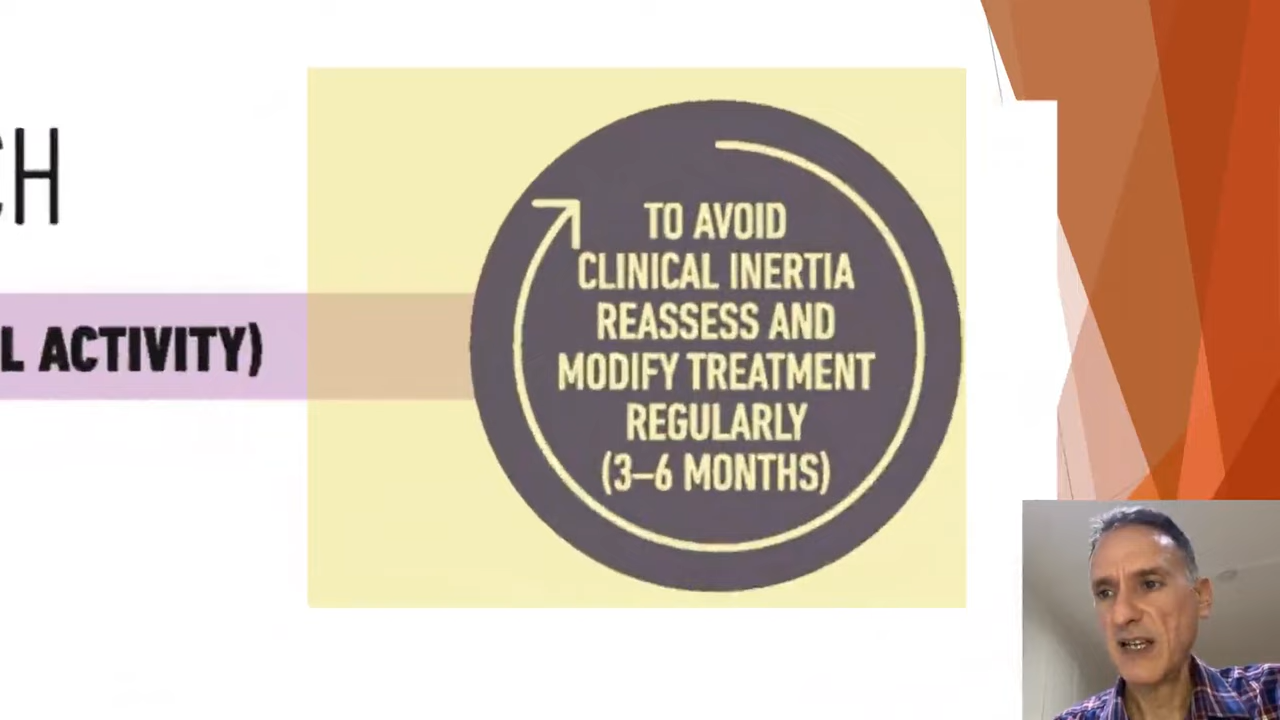 CH
L ACTIVITY)
TO AVOID
CLINICAL INERTIA
REASSESS AND
MODIFY TREATMENT
REGULARLY
(3–6 MONTHS)